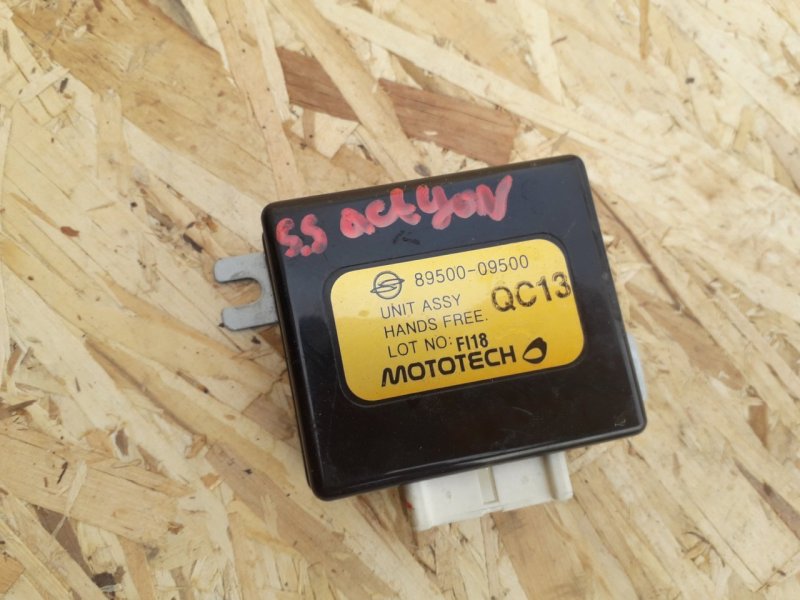 S.S actyon
89500-09500
UNIT ASSY QC13
HANDS FREE.
LOT NO: FI18
MOTOTECH